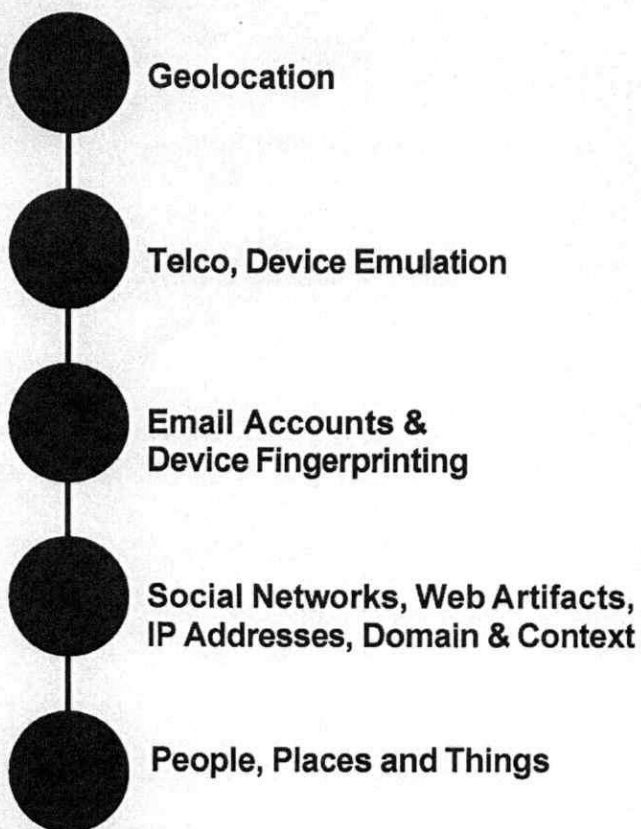 Geolocation
Telco, Device Emulation
Email Accounts &
Device Fingerprinting
Social Networks, Web Artifacts,
IP Addresses, Domain & Context
People, Places and Things